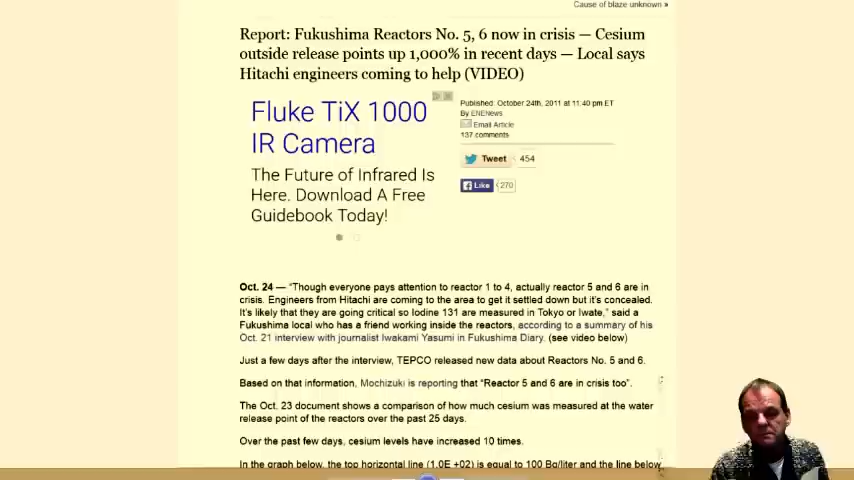 Cause of blaze unknown »
Report: Fukushima Reactors No. 5, 6 now in crisis — Cesium
outside release points up 1,000% in recent days — Local says
Hitachi engineers coming to help (VIDEO)
Fluke TiX 1000
IR Camera
The Future of Infrared Is
Here. Download A Free
Guidebook Today!
Published: October 24th, 2011 at 11:40 pm ET
By ENENews
Email Article
137 comments
Tweet 454
Like 270
Oct. 24 — “Though everyone pays attention to reactor 1 to 4, actually reactor 5 and 6 are in
crisis. Engineers from Hitachi are coming to the area to get it settled down but it’s concealed.
It’s likely that they are going critical so Iodine 131 are measured in Tokyo or Iwate,” said a
Fukushima local who has a friend working inside the reactors, according to a summary of his
Oct. 21 interview with journalist Iwakami Yasumi in Fukushima Diary. (see video below)
Just a few days after the interview, TEPCO released new data about Reactors No. 5 and 6.
Based on that information, Mochizuki is reporting that “Reactor 5 and 6 are in crisis too”.
The Oct. 23 document shows a comparison of how much cesium was measured at the water
release point of the reactors over the past 25 days.
Over the past few days, cesium levels have increased 10 times.
In the graph below, the top horizontal line (1.0E +02) is equal to 100 Bq/liter and the line below